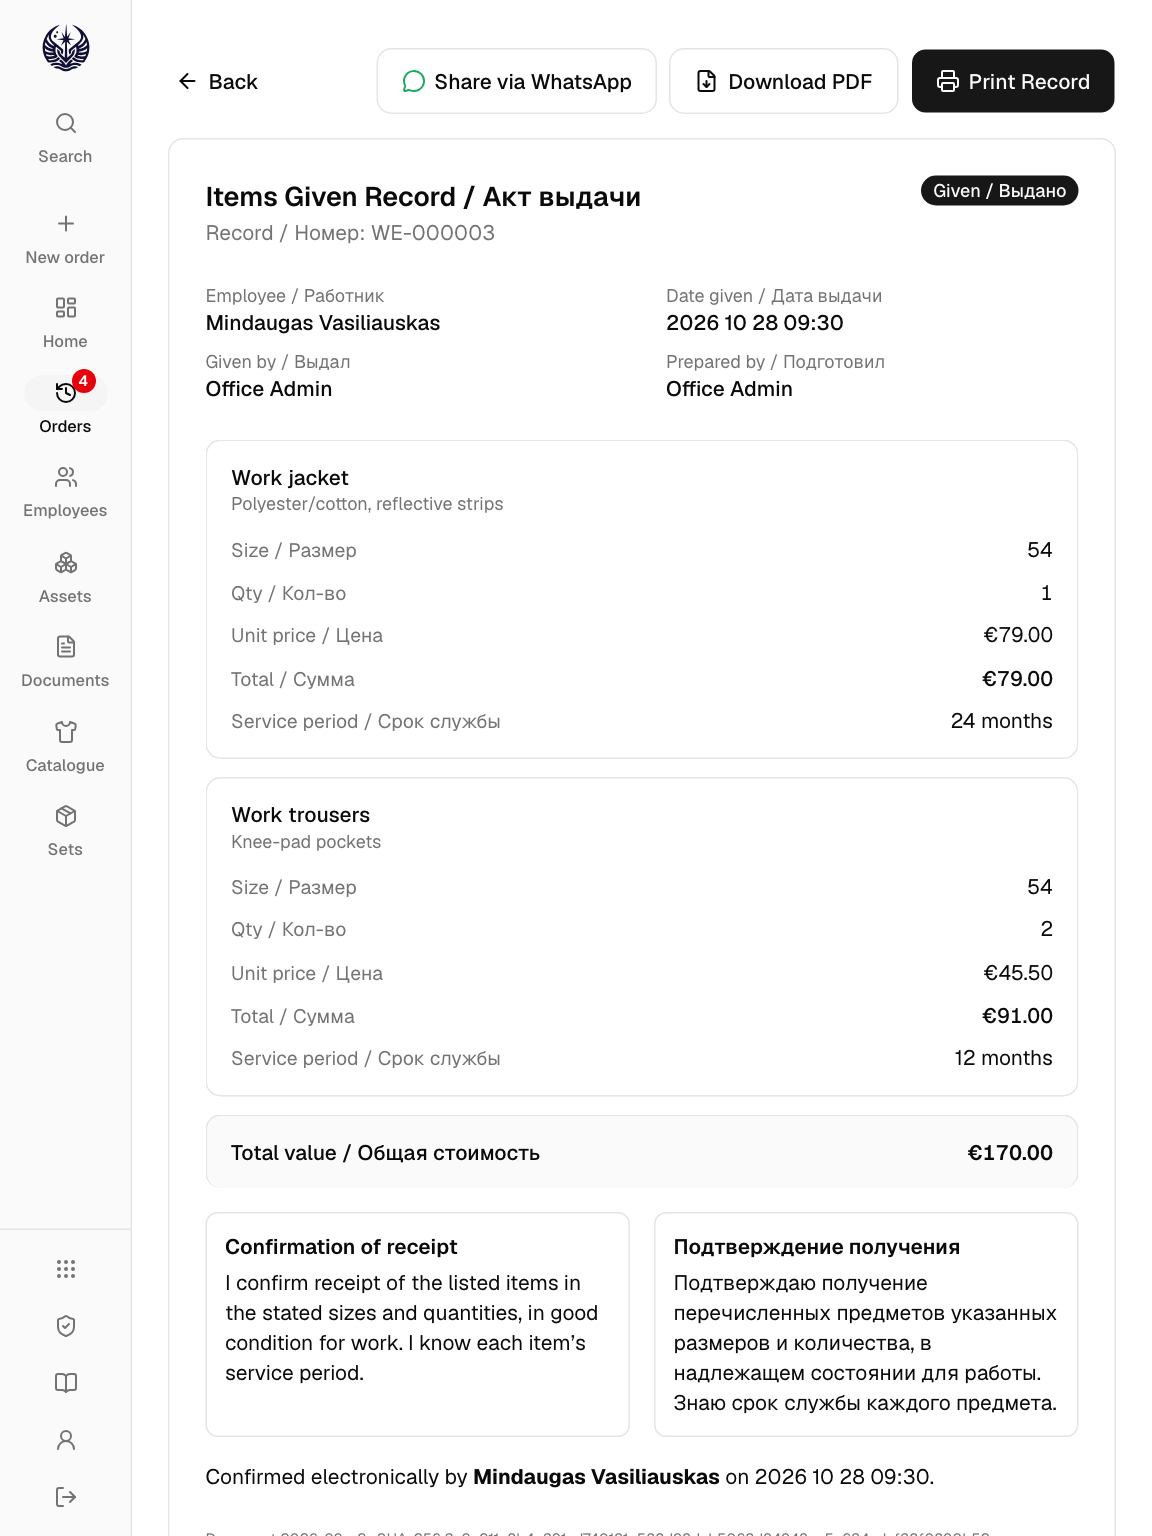 Back
Share via WhatsApp
Download PDF
Print Record
Search
New order
Home
4
Orders
Employees
Assets
Documents
Catalogue
Sets
Items Given Record / Акт выдачи
Given / Выдано
Record / Номер: WE-000003
Employee / Работник
Mindaugas Vasiliauskas
Date given / Дата выдачи
2026 10 28 09:30
Given by / Выдал
Office Admin
Prepared by / Подготовил
Office Admin
Work jacket
Polyester/cotton, reflective strips
Size / Размер 54
Qty / Кол-во 1
Unit price / Цена €79.00
Total / Сумма €79.00
Service period / Срок службы 24 months
Work trousers
Knee-pad pockets
Size / Размер 54
Qty / Кол-во 2
Unit price / Цена €45.50
Total / Сумма €91.00
Service period / Срок службы 12 months
Total value / Общая стоимость €170.00
Confirmation of receipt
I confirm receipt of the listed items in
the stated sizes and quantities, in good
condition for work. I know each item’s
service period.
Подтверждение получения
Подтверждаю получение
перечисленных предметов указанных
размеров и количества, в
надлежащем состоянии для работы.
Знаю срок службы каждого предмета.
Confirmed electronically by Mindaugas Vasiliauskas on 2026 10 28 09:30.